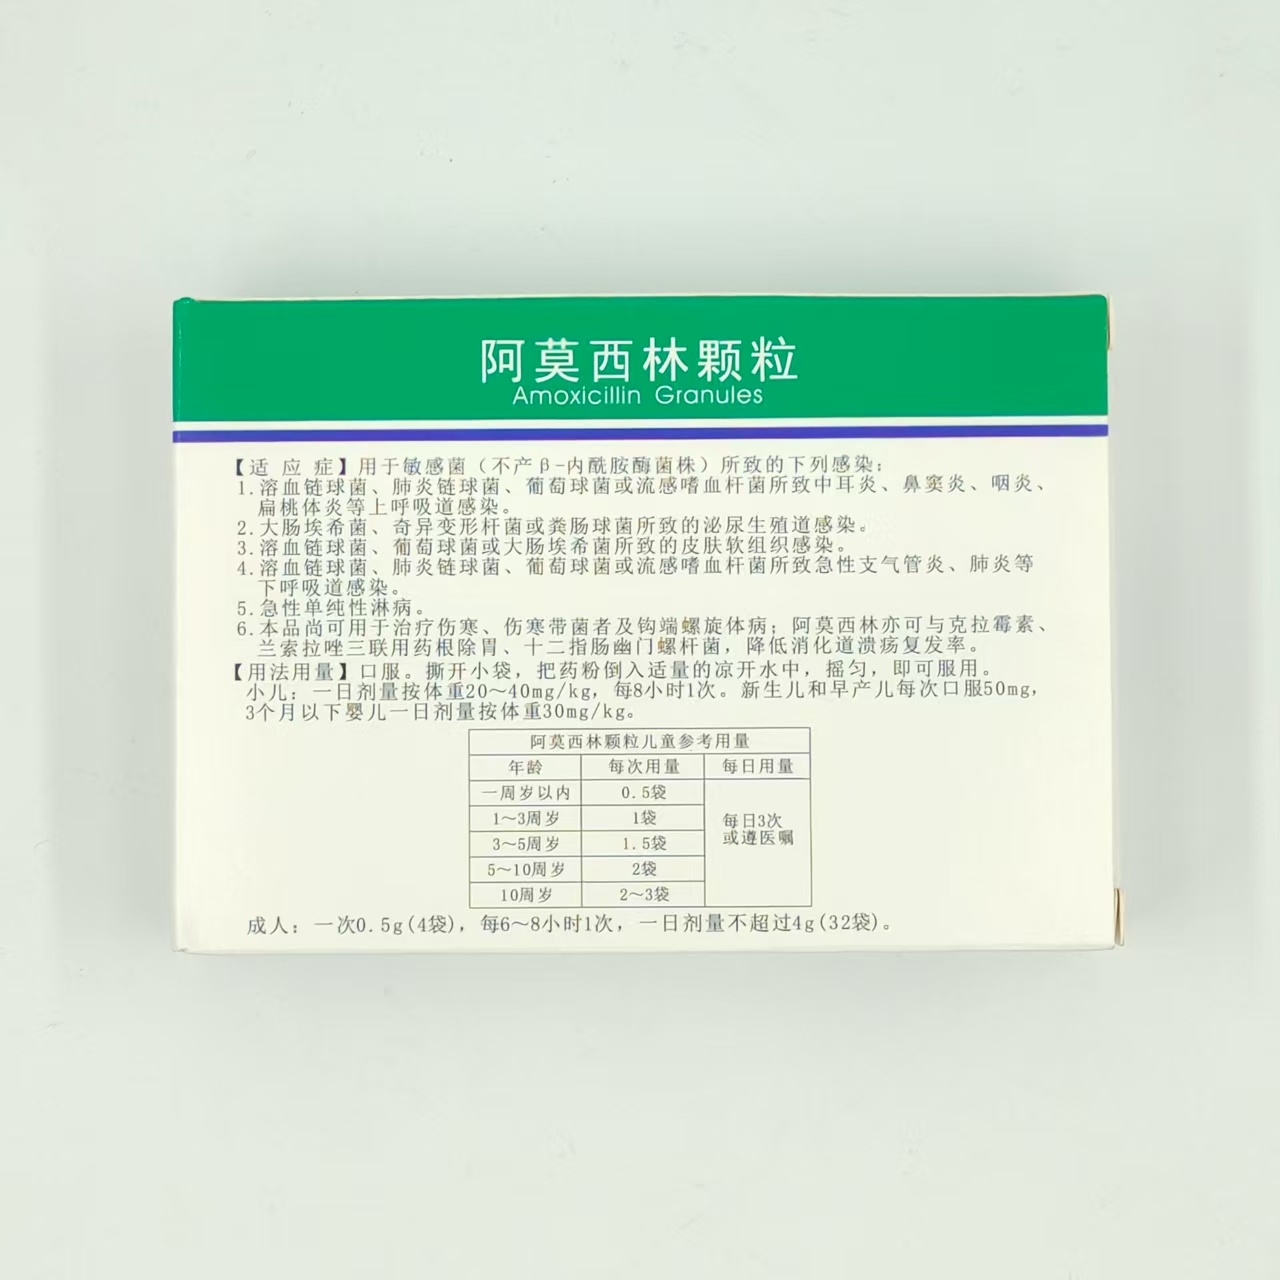 阿莫西林颗粒
Amoxicillin Granules
【适 应 症】用于敏感菌（不产β-内酰胺酶菌株）所致的下列感染：
1.溶血链球菌、肺炎链球菌、葡萄球菌或流感嗜血杆菌所致中耳炎、鼻窦炎、咽炎、
扁桃体炎等上呼吸道感染。
2.大肠埃希菌、奇异变形杆菌或粪肠球菌所致的泌尿生殖道感染。
3.溶血链球菌、葡萄球菌或大肠埃希菌所致的皮肤软组织感染。
4.溶血链球菌、肺炎链球菌、葡萄球菌或流感嗜血杆菌所致急性支气管炎、肺炎等
下呼吸道感染。
5.急性单纯性淋病。
6.本品尚可用于治疗伤寒、伤寒带菌者及钩端螺旋体病；阿莫西林亦可与克拉霉素、
兰索拉唑三联用药根除胃、十二指肠幽门螺杆菌，降低消化道溃疡复发率。
【用法用量】口服。撕开小袋，把药粉倒入适量的凉开水中，摇匀，即可服用。
小儿：一日剂量按体重20～40mg/kg，每8小时1次。新生儿和早产儿每次口服50mg，
3个月以下婴儿一日剂量按体重30mg/kg。
阿莫西林颗粒儿童参考用量
年龄 每次用量 每日用量
一周岁以内 0.5袋
1～3周岁 1袋
3～5周岁 1.5袋
5～10周岁 2袋
10周岁 2～3袋
每日3次
或遵医嘱
成人：一次0.5g(4袋)，每6～8小时1次，一日剂量不超过4g(32袋)。